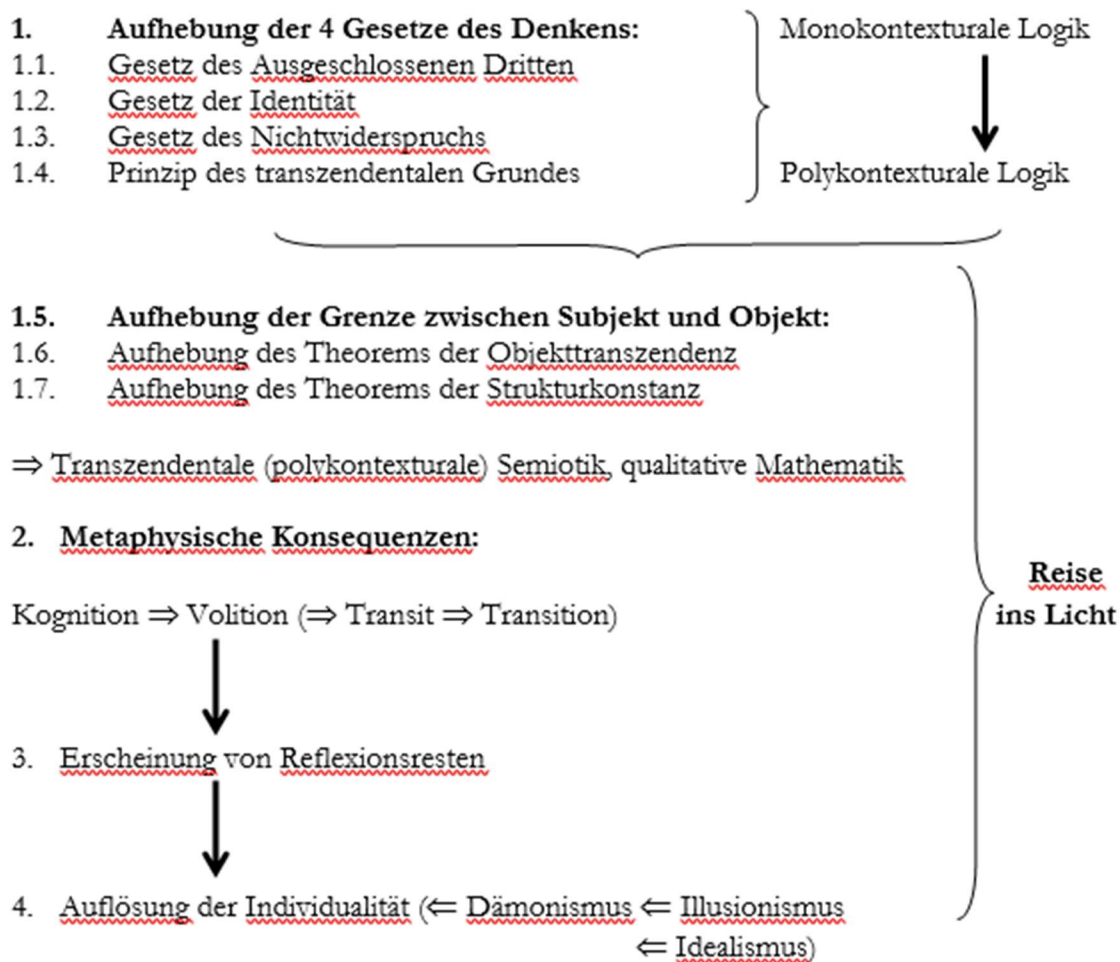 1. Aufhebung der 4 Gesetze des Denkens: Monokontexturale Logik
1.1. Gesetz des Ausgeschlossenen Dritten
1.2. Gesetz der Identität
1.3. Gesetz des Nichtwiderspruchs
1.4. Prinzip des transzendentalen Grundes Polykontexturale Logik
1.5. Aufhebung der Grenze zwischen Subjekt und Objekt:
1.6. Aufhebung des Theorems der Objekttranszendenz
1.7. Aufhebung des Theorems der Strukturkonstanz
⇒ Transzendentale (polykontexturale) Semiotik, qualitative Mathematik
2. Metaphysische Konsequenzen:
Reise
ins Licht
Kognition ⇒ Volition (⇒ Transit ⇒ Transition)
3. Erscheinung von Reflexionsresten
4. Auflösung der Individualität (⇐ Dämonismus ⇐ Illusionismus
⇐ Idealismus)